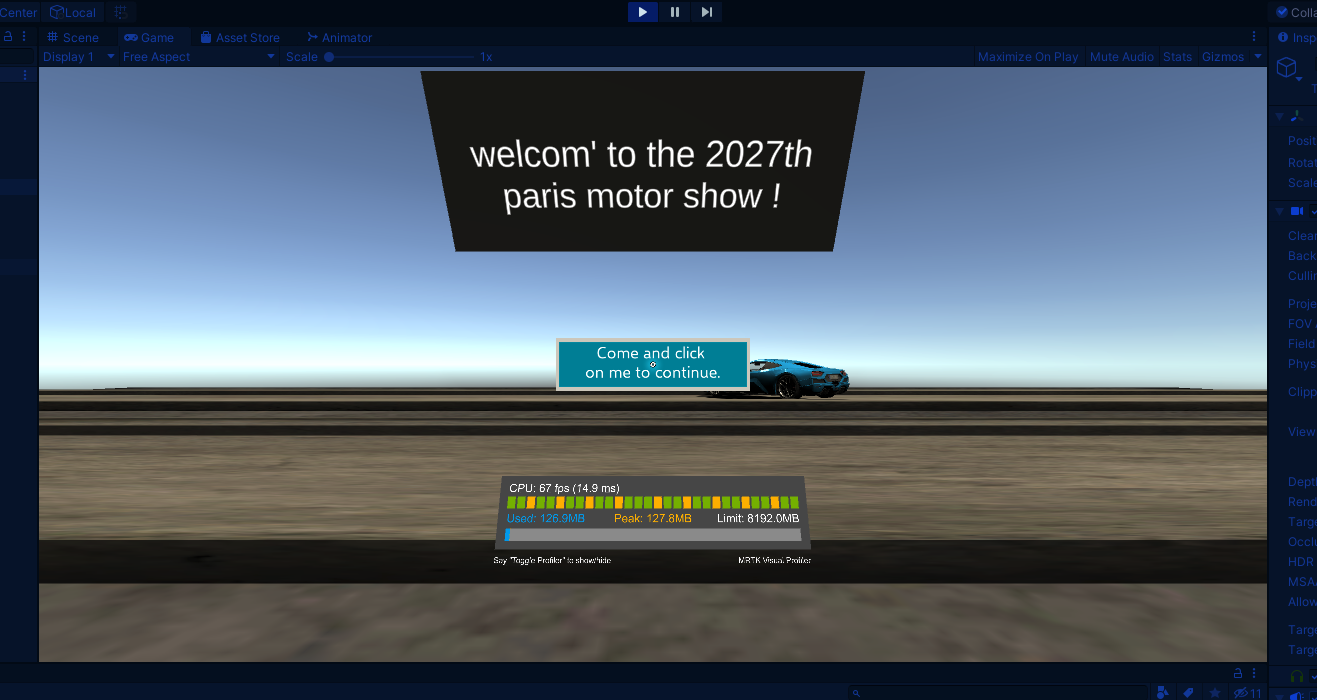 Center Local Colla
Scene Game Asset Store Animator Insp
Display 1 Free Aspect Scale 1x Maximize On Play Mute Audio Stats Gizmos
welcom' to the 2027th
paris motor show !
Come and click
on me to continue.
CPU: 67 fps (14.9 ms)
Used: 126.9MB Peak: 127.8MB Limit: 8192.0MB
Say "Toggle Profiler" to show/hide MRTK Visual Profiler
T
Posit
Rotat
Scale
Clear
Back
Cullin
Proje
FOV A
Field
Phys
Clipp
View
Dept
Rend
Targe
Occlu
HDR
MSA
Allow
Targe
Targe
11